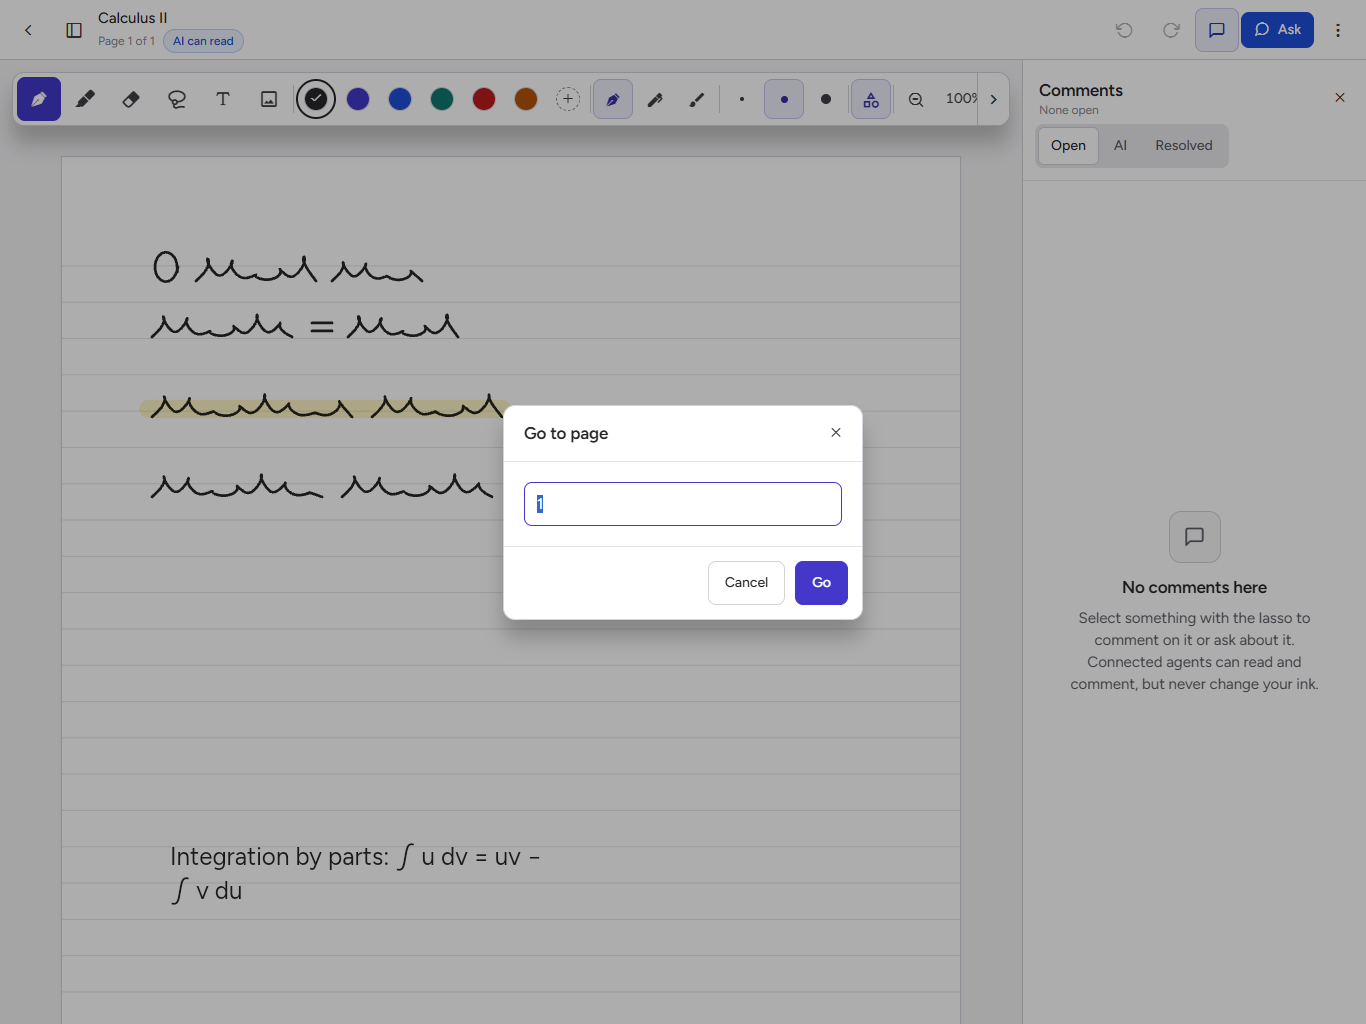 Calculus II
Page 1 of 1 AI can read
Ask
T
100%
Comments
None open
Open AI Resolved
0
=
Go to page
1
Cancel Go
No comments here
Select something with the lasso to
comment on it or ask about it.
Connected agents can read and
comment, but never change your ink.
Integration by parts: ∫ u dv = uv −
∫ v du